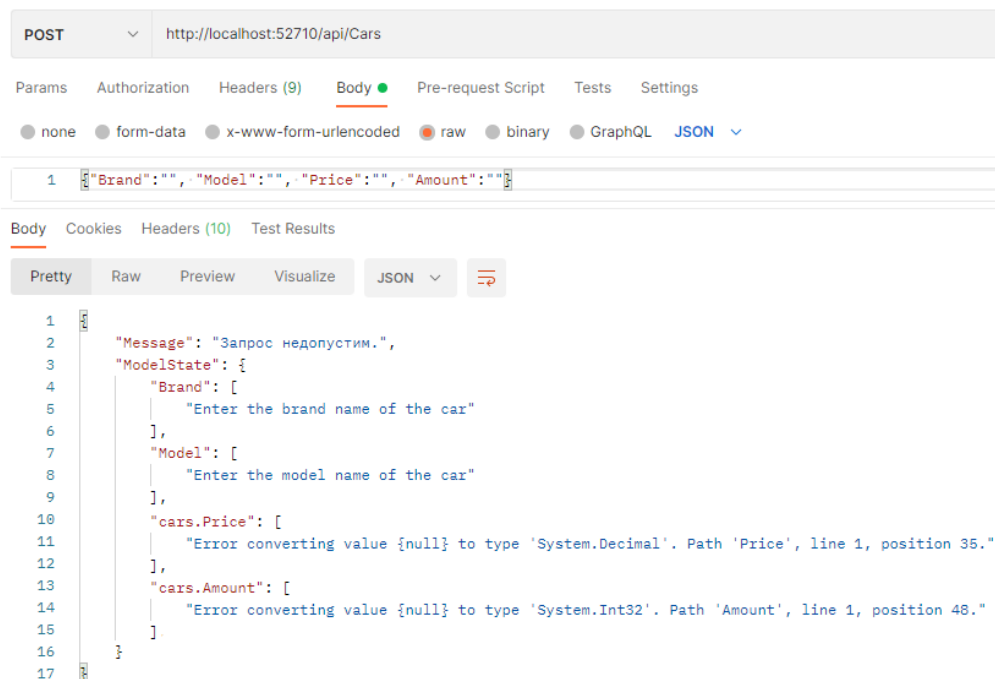 POST http://localhost:52710/api/Cars
Params Authorization Headers (9) Body Pre-request Script Tests Settings
none form-data x-www-form-urlencoded raw binary GraphQL JSON
1 {"Brand":"", "Model":"", "Price":"", "Amount":""}
Body Cookies Headers (10) Test Results
Pretty Raw Preview Visualize JSON
1 {
2 "Message": "Запрос недопустим.",
3 "ModelState": {
4 "Brand": [
5 "Enter the brand name of the car"
6 ],
7 "Model": [
8 "Enter the model name of the car"
9 ],
10 "cars.Price": [
11 "Error converting value {null} to type 'System.Decimal'. Path 'Price', line 1, position 35."
12 ],
13 "cars.Amount": [
14 "Error converting value {null} to type 'System.Int32'. Path 'Amount', line 1, position 48."
15 ]
16 }
17 }